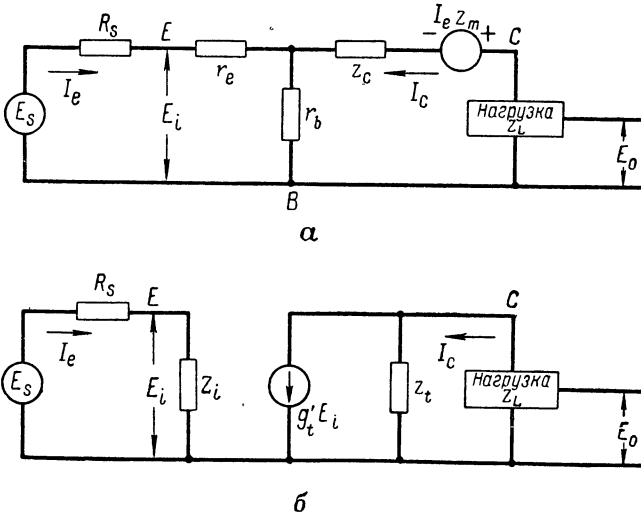 R_s E r_e z_c I_e z_m − + C
I_e E_i I_c
E_s r_b Нагрузка
Z_L E_o
B
а
R_s E C
I_e I_c
E_s E_i Z_i g'_t E_i z_t Нагрузка
Z_L E_o
б